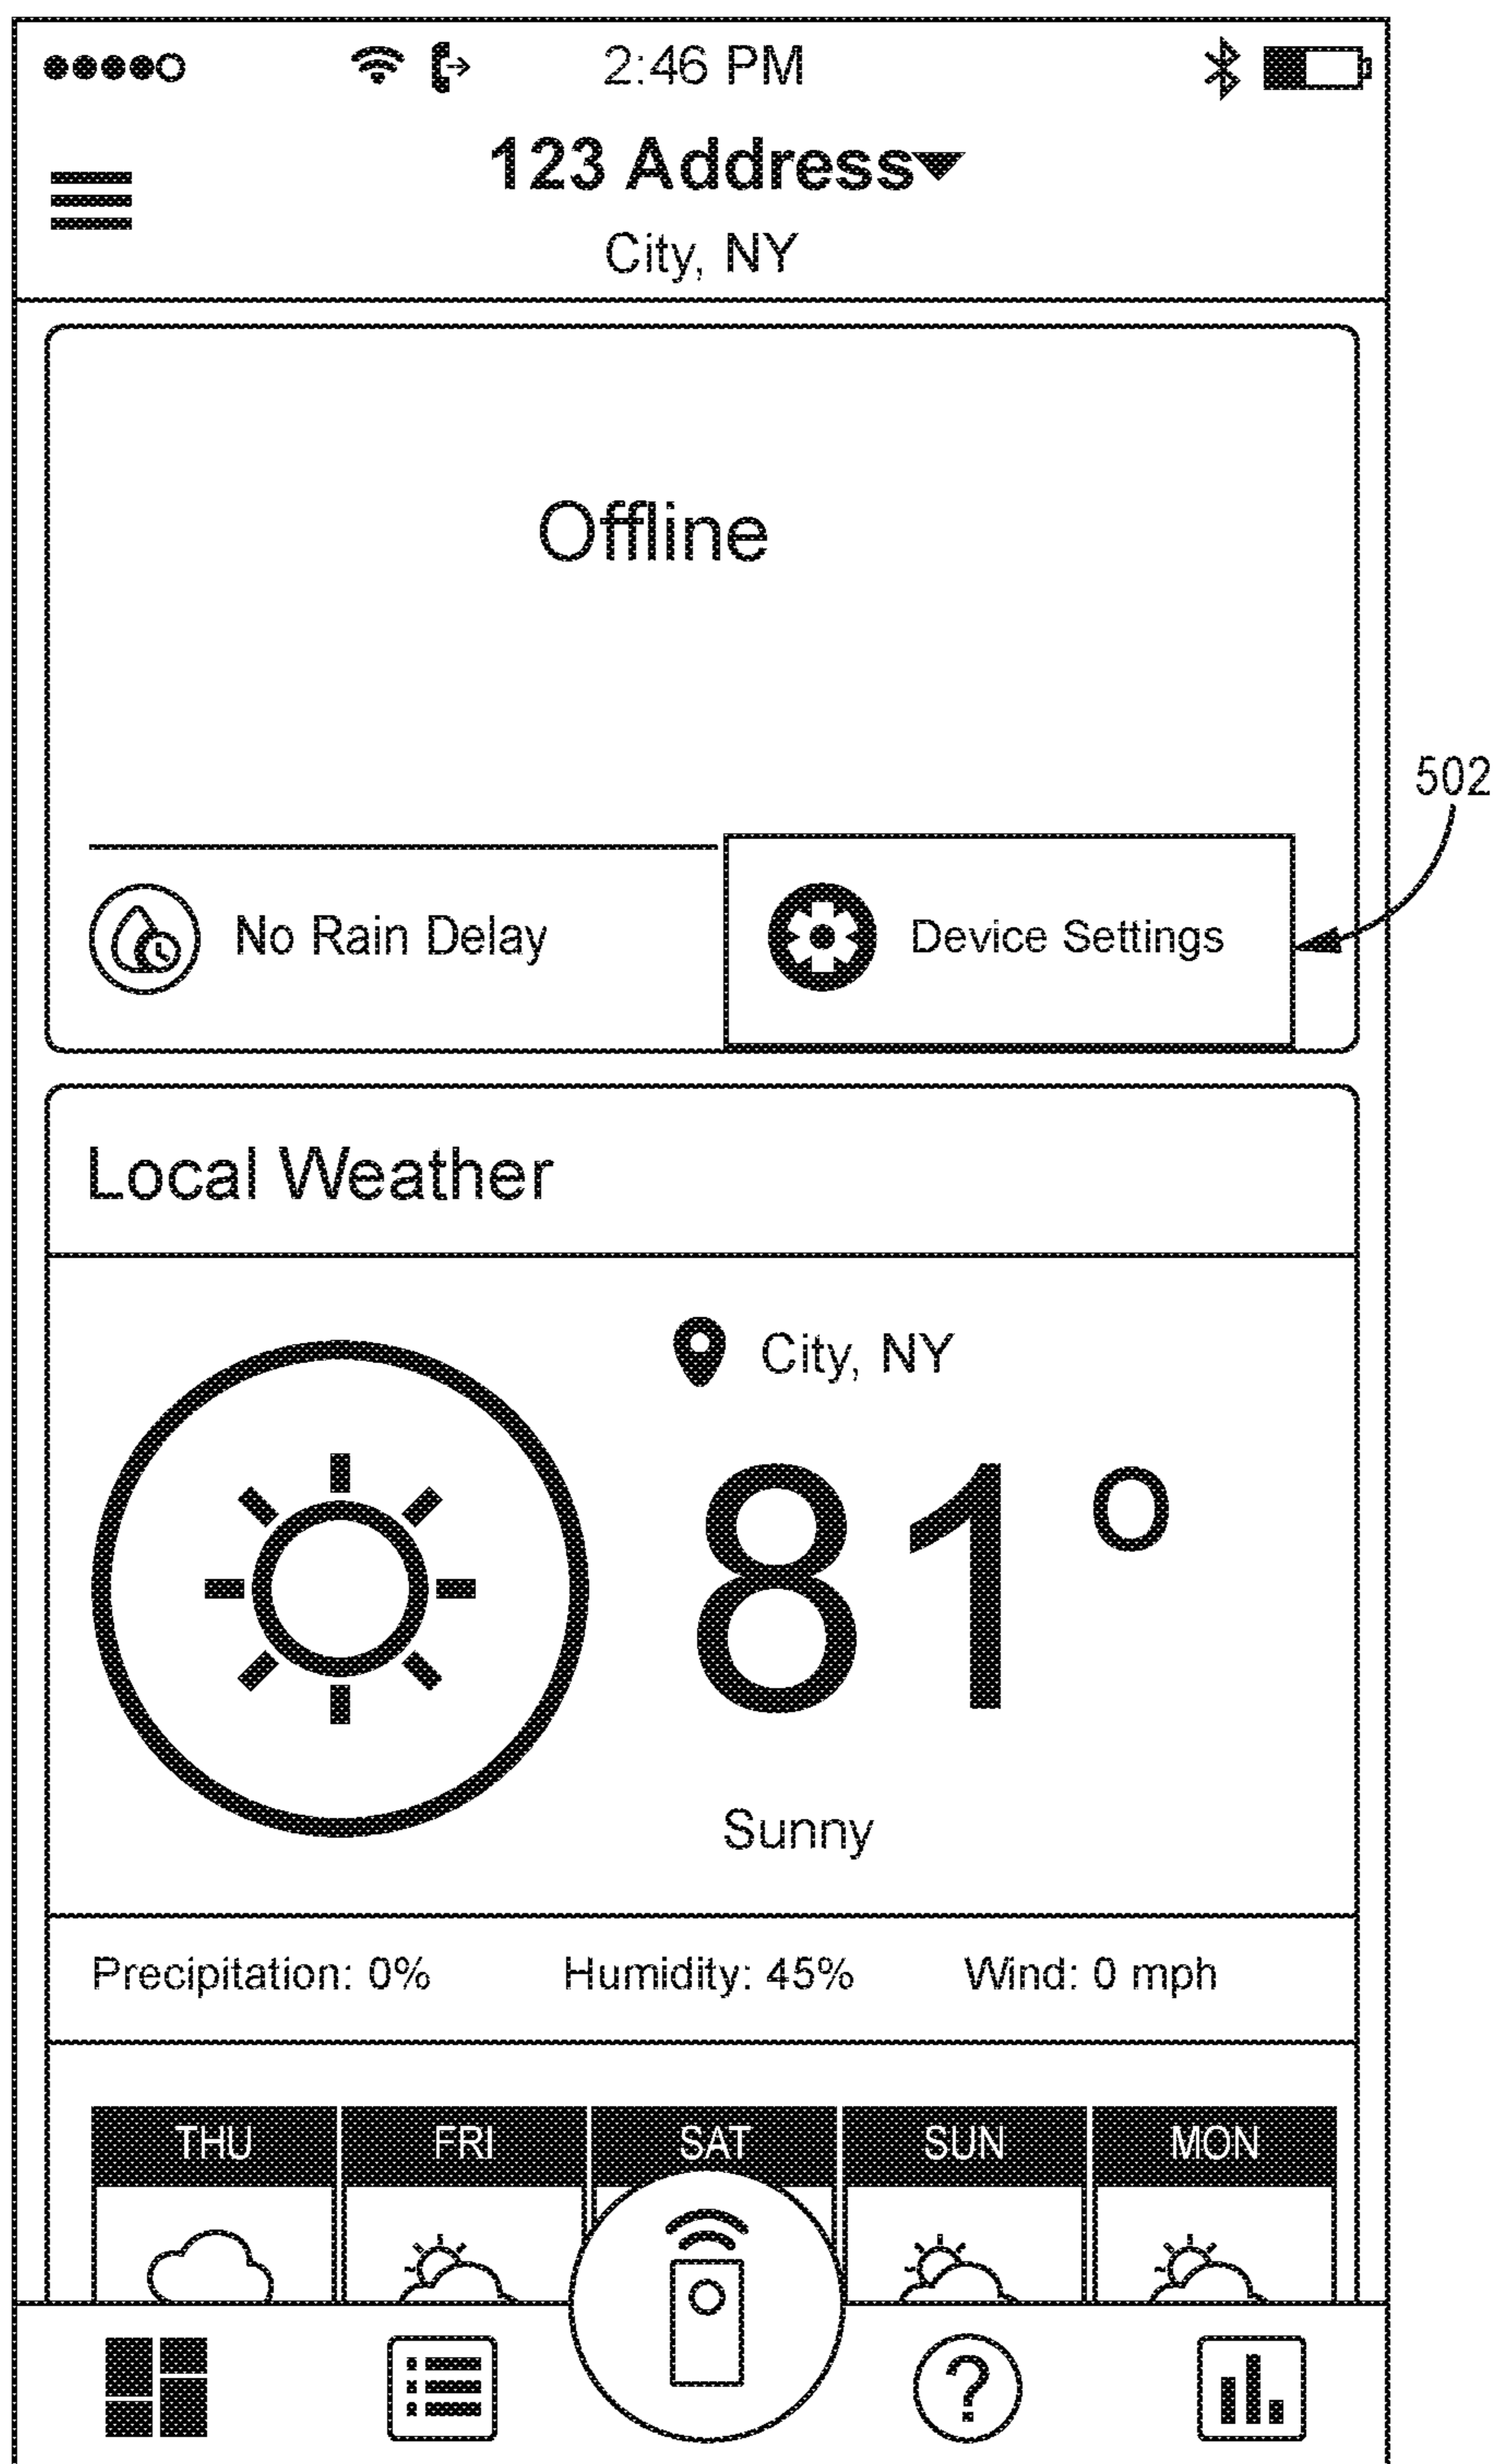 2:46 PM
123 Address
City, NY
Offline
502
No Rain Delay
Device Settings
Local Weather
City, NY
81°
Sunny
Precipitation: 0% Humidity: 45% Wind: 0 mph
THU FRI SAT SUN MON
?